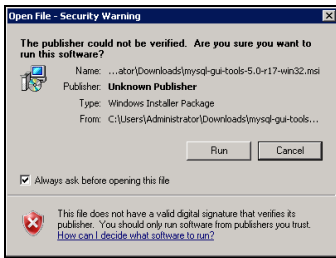 Open File - Security Warning
The publisher could not be verified. Are you sure you want to
run this software?
Name: ...ator\Downloads\mysql-gui-tools-5.0-r17-win32.msi
Publisher: Unknown Publisher
Type: Windows Installer Package
From: C:\Users\Administrator\Downloads\mysql-gui-tools...
Run Cancel
Always ask before opening this file
This file does not have a valid digital signature that verifies its
publisher. You should only run software from publishers you trust.
How can I decide what software to run?